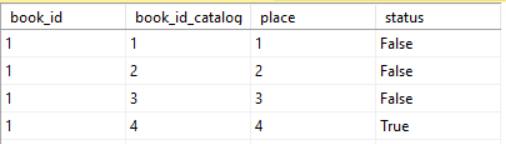 book_id book_id_catalog place status
1 1 1 False
1 2 2 False
1 3 3 False
1 4 4 True